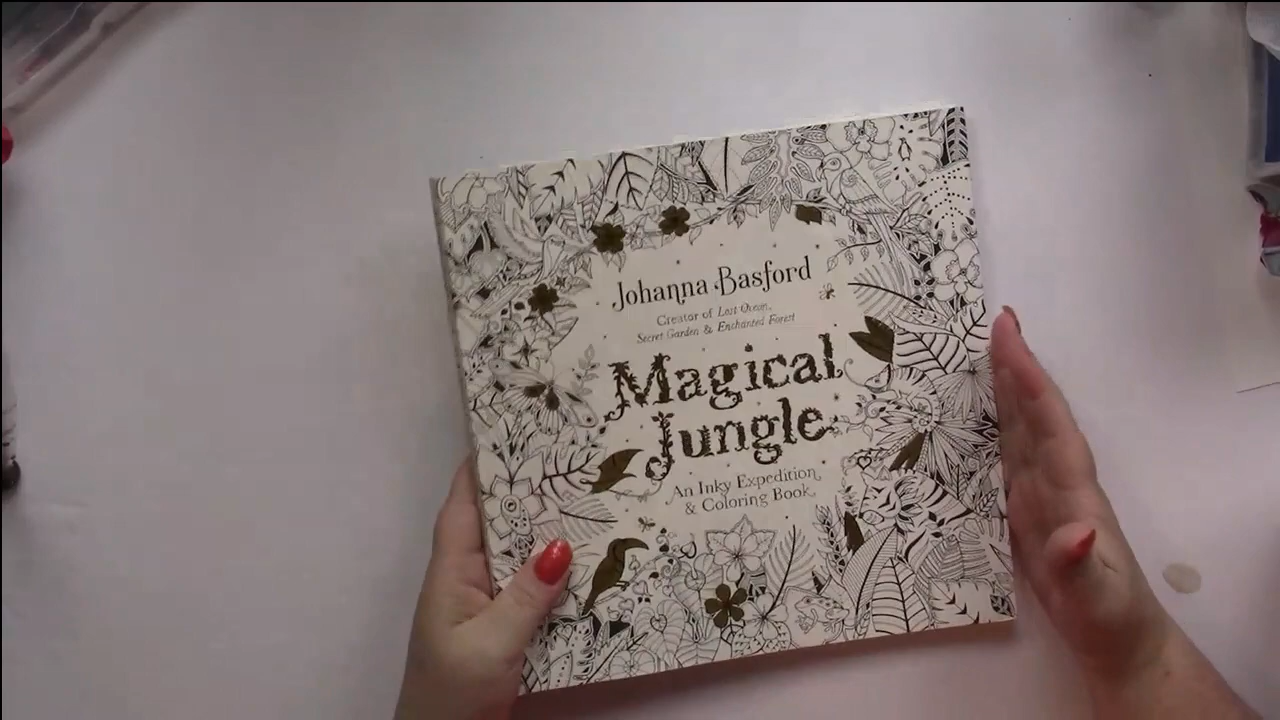 Johanna Basford
Creator of Lost Ocean,
Secret Garden & Enchanted Forest
Magical
Jungle
An Inky Expedition
& Coloring Book